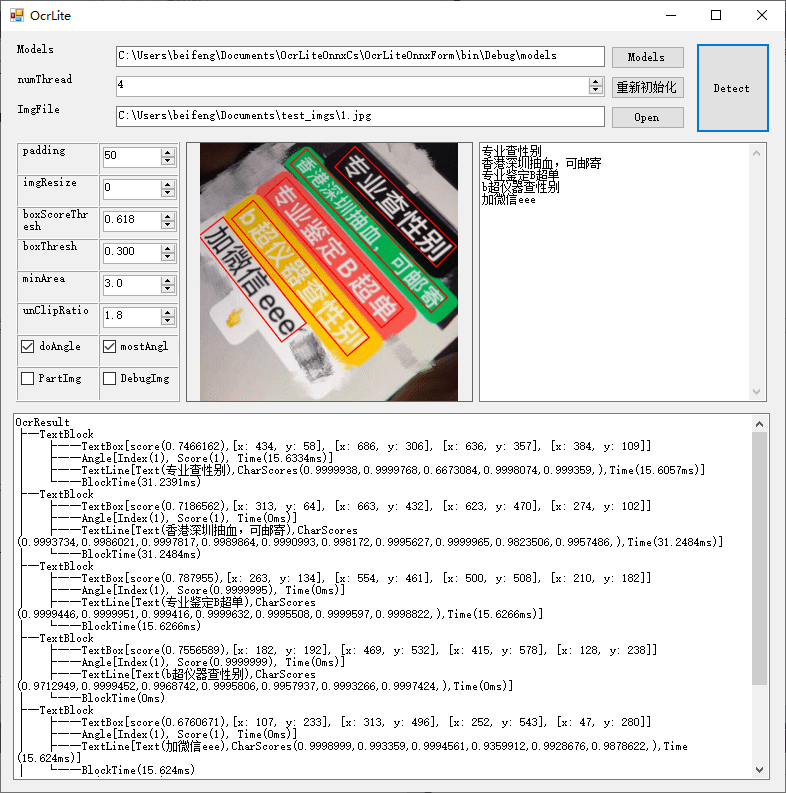 OcrLite
Models
C:\Users\beifeng\Documents\OcrLiteOnnxCs\OcrLiteOnnxForm\bin\Debug\models
Models
numThread
4
重新初始化
ImgFile
C:\Users\beifeng\Documents\test_imgs\1.jpg
Open
Detect
padding
50
imgResize
0
boxScoreThr
esh
0.618
boxThresh
0.300
minArea
3.0
unClipRatio
1.8
doAngle
mostAngl
PartImg
DebugImg
专业查性别
香港深圳抽血,可邮寄
专业鉴定B超单
b超仪器查性别
加微信eee
专业查性别
香港深圳抽血，可邮寄
专业鉴定B超单
b超仪器查性别
加微信eee
OcrResult
├──TextBlock
│   ├──TextBox[score(0.7466162),[x: 434, y: 58], [x: 686, y: 306], [x: 636, y: 357], [x: 384, y: 109]]
│   ├──Angle[Index(1), Score(1), Time(15.6334ms)]
│   ├──TextLine[Text(专业查性别),CharScores(0.9999938,0.9999768,0.6673084,0.9998074,0.999359,),Time(15.6057ms)]
│   └──BlockTime(31.2391ms)
├──TextBlock
│   ├──TextBox[score(0.7186562),[x: 313, y: 64], [x: 663, y: 432], [x: 623, y: 470], [x: 274, y: 102]]
│   ├──Angle[Index(1), Score(1), Time(0ms)]
│   ├──TextLine[Text(香港深圳抽血，可邮寄),CharScores
(0.9993734,0.9986021,0.9997817,0.9989864,0.9990993,0.998172,0.9995627,0.9999965,0.9823506,0.9957486,),Time(31.2484ms)]
│   └──BlockTime(31.2484ms)
├──TextBlock
│   ├──TextBox[score(0.787955),[x: 263, y: 134], [x: 554, y: 461], [x: 500, y: 508], [x: 210, y: 182]]
│   ├──Angle[Index(1), Score(0.9999995), Time(0ms)]
│   ├──TextLine[Text(专业鉴定B超单),CharScores
(0.9999446,0.9999951,0.999416,0.9999632,0.9995508,0.9999597,0.9998822,),Time(15.6266ms)]
│   └──BlockTime(15.6266ms)
├──TextBlock
│   ├──TextBox[score(0.7556589),[x: 182, y: 192], [x: 469, y: 532], [x: 415, y: 578], [x: 128, y: 238]]
│   ├──Angle[Index(1), Score(0.9999999), Time(0ms)]
│   ├──TextLine[Text(b超仪器查性别),CharScores
(0.9712949,0.9999452,0.9968742,0.9995806,0.9957937,0.9993266,0.9997424,),Time(0ms)]
│   └──BlockTime(0ms)
├──TextBlock
│   ├──TextBox[score(0.6760671),[x: 107, y: 233], [x: 313, y: 496], [x: 252, y: 543], [x: 47, y: 280]]
│   ├──Angle[Index(1), Score(1), Time(0ms)]
│   ├──TextLine[Text(加微信eee),CharScores(0.9998999,0.993359,0.9994561,0.9359912,0.9928676,0.9878622,),Time
(15.624ms)]
│   └──BlockTime(15.624ms)